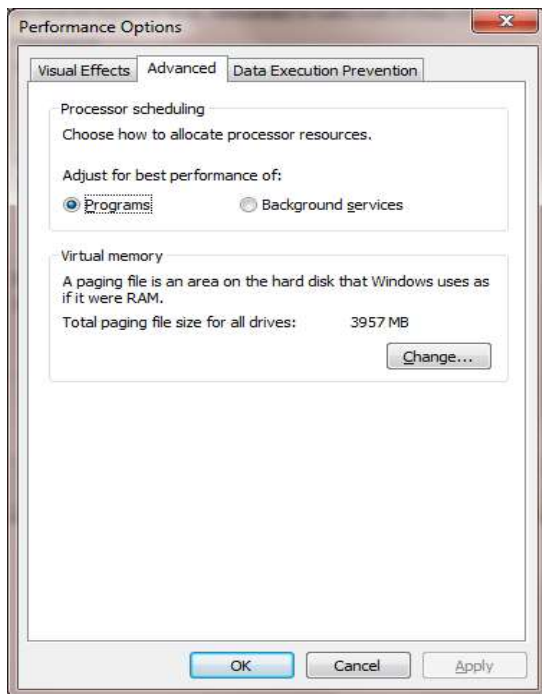 Performance Options
Visual Effects Advanced Data Execution Prevention
Processor scheduling
Choose how to allocate processor resources.
Adjust for best performance of:
Programs Background services
Virtual memory
A paging file is an area on the hard disk that Windows uses as
if it were RAM.
Total paging file size for all drives: 3957 MB
Change...
OK Cancel Apply